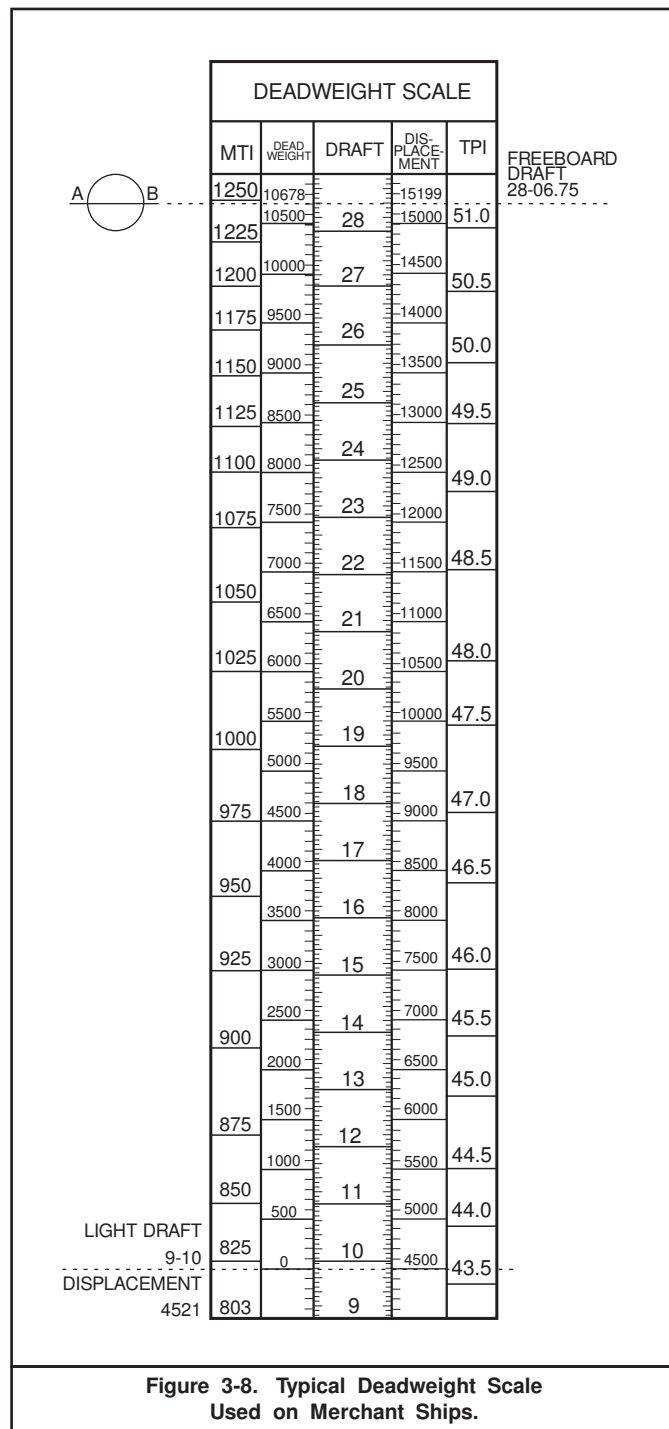 DEADWEIGHT SCALE
MTI DEAD WEIGHT DRAFT DIS-PLACE-MENT TPI
FREEBOARD
DRAFT
28-06.75
A B
1250 10678 15199
10500 28 15000 51.0
1225
10000 14500
1200 27 50.5
1175 9500 14000
26 50.0
1150 9000 13500
25
1125 8500 13000 49.5
24
1100 8000 12500 49.0
23
1075 7500 12000
7000 22 11500 48.5
1050
6500 21 11000
1025 6000 10500 48.0
20
5500 10000 47.5
1000 19
5000 9500
18 47.0
975 4500 9000
17
4000 8500 46.5
950 16
3500 8000
925 3000 15 7500 46.0
2500 7000 45.5
900 14
2000 6500
13 45.0
875 1500 6000
12
1000 5500 44.5
850 11
500 5000 44.0
LIGHT DRAFT
825 10
9-10 0 4500 43.5
DISPLACEMENT
4521 803 9
Figure 3-8. Typical Deadweight Scale
Used on Merchant Ships.